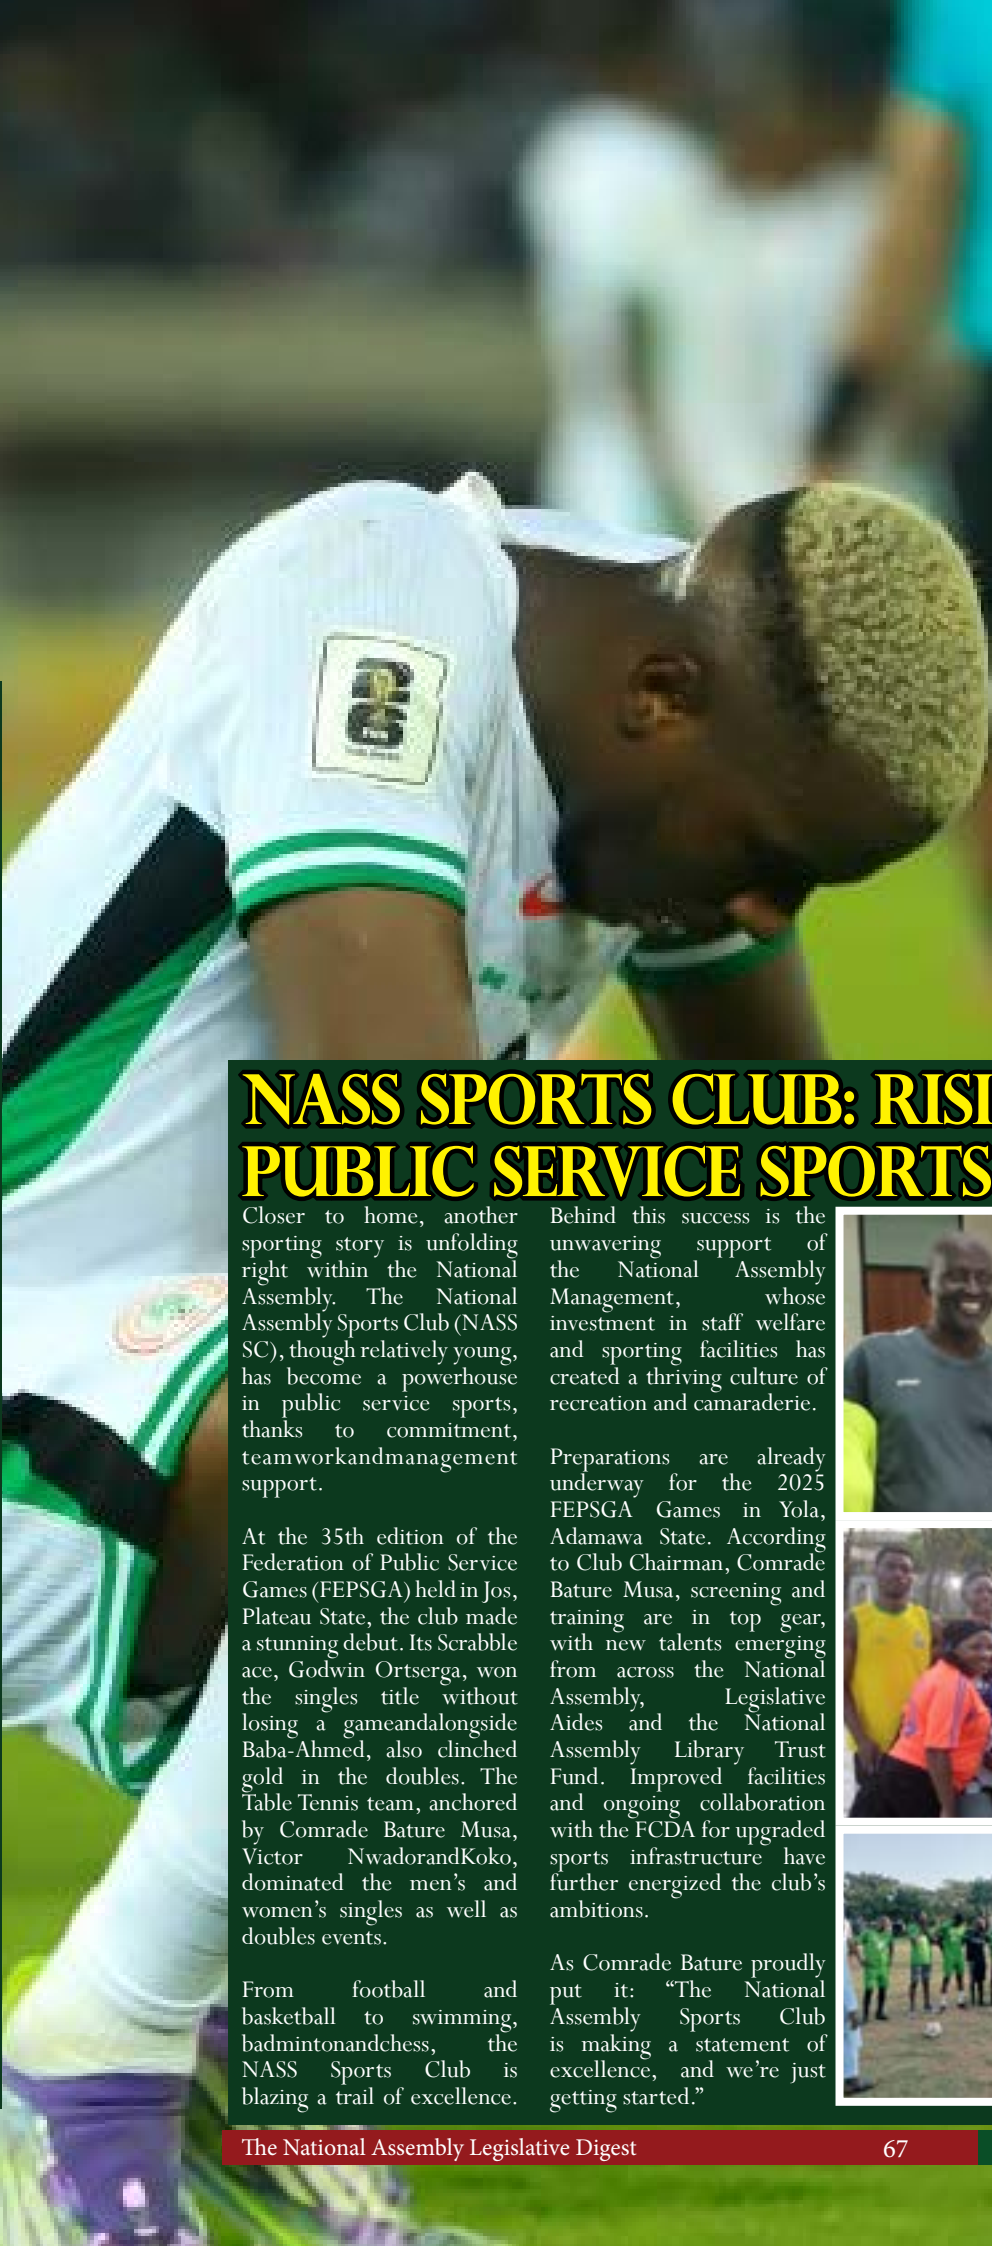 NASS SPORTS CLUB: RISI
PUBLIC SERVICE SPORTS
Closer to home, another
sporting story is unfolding
right within the National
Assembly. The National
Assembly Sports Club (NASS
SC), though relatively young,
has become a powerhouse
in public service sports,
thanks to commitment,
teamworkandmanagement
support.
At the 35th edition of the
Federation of Public Service
Games (FEPSGA) held in Jos,
Plateau State, the club made
a stunning debut. Its Scrabble
ace, Godwin Ortserga, won
the singles title without
losing a gameandalongside
Baba-Ahmed, also clinched
gold in the doubles. The
Table Tennis team, anchored
by Comrade Bature Musa,
Victor NwadorandKoko,
dominated the men's and
women's singles as well as
doubles events.
From football and
basketball to swimming,
badmintonandchess, the
NASS Sports Club is
blazing a trail of excellence.
Behind this success is the
unwavering support of
the National Assembly
Management, whose
investment in staff welfare
and sporting facilities has
created a thriving culture of
recreation and camaraderie.
Preparations are already
underway for the 2025
FEPSGA Games in Yola,
Adamawa State. According
to Club Chairman, Comrade
Bature Musa, screening and
training are in top gear,
with new talents emerging
from across the National
Assembly, Legislative
Aides and the National
Assembly Library Trust
Fund. Improved facilities
and ongoing collaboration
with the FCDA for upgraded
sports infrastructure have
further energized the club's
ambitions.
As Comrade Bature proudly
put it: "The National
Assembly Sports Club
is making a statement of
excellence, and we're just
getting started."
The National Assembly Legislative Digest 67